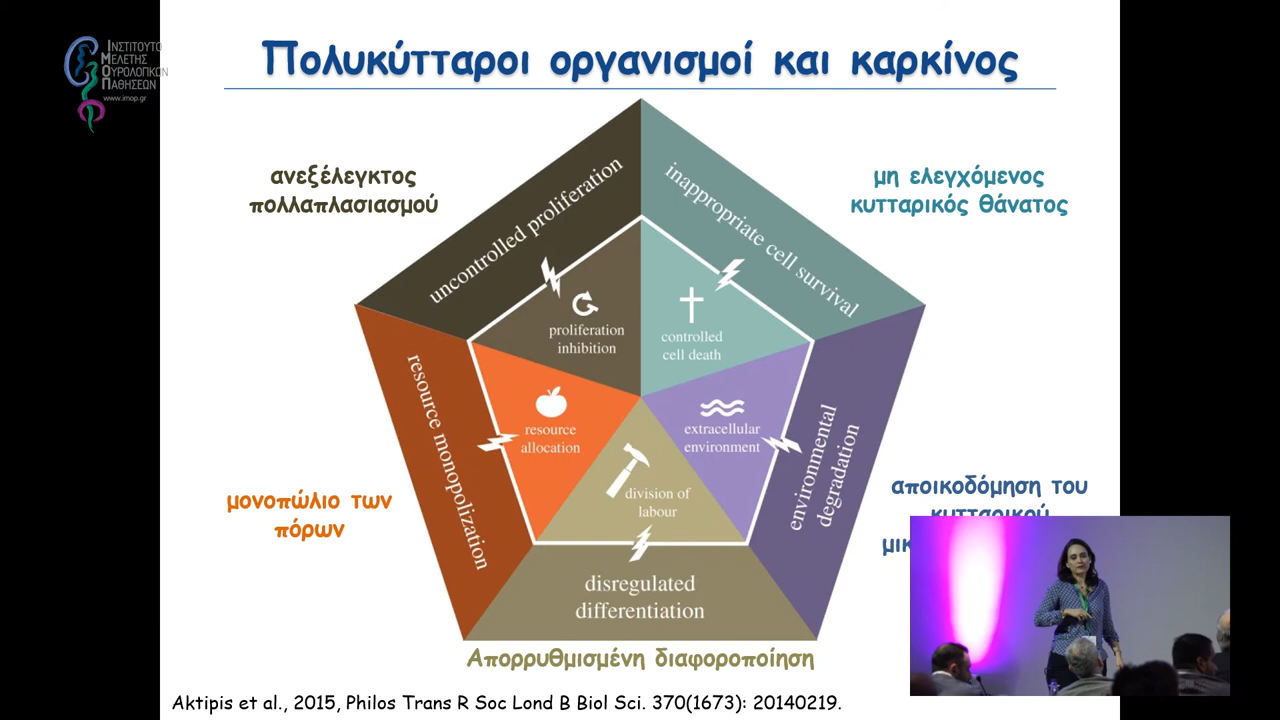 Πολυκύτταροι οργανισμοί και καρκίνος
ΙΝΣΤΙΤΟΥΤΟ
ΜΕΛΕΤΗΣ
ΟΥΡΟΛΟΓΙΚΩΝ
ΠΑΘΗΣΕΩΝ
www.imop.gr
ανεξέλεγκτος
πολλαπλασιασμού
μη ελεγχόμενος
κυτταρικός θάνατος
uncontrolled proliferation
inappropriate cell survival
proliferation
inhibition
controlled
cell death
resource monopolization
resource
allocation
extracellular
environment
environmental
degradation
division of
labour
μονοπώλιο των
πόρων
αποικοδόμηση του
κυτταρικού
disregulated
differentiation
Απορρυθμισμένη διαφοροποίηση
Aktipis et al., 2015, Philos Trans R Soc Lond B Biol Sci. 370(1673): 20140219.